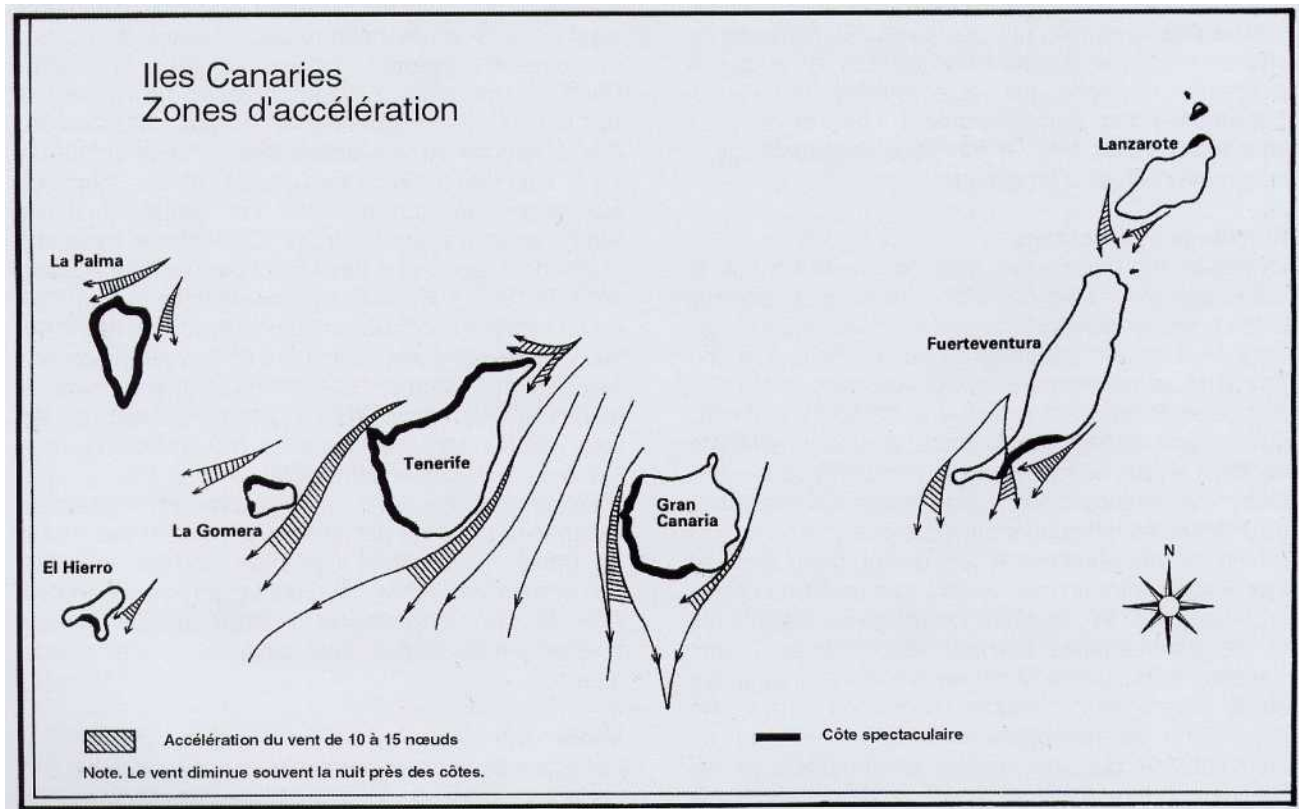 Iles Canaries
Zones d'accélération
Lanzarote
La Palma
Fuerteventura
Tenerife
Gran
Canaria
La Gomera
El Hierro
N
Accélération du vent de 10 à 15 nœuds
Côte spectaculaire
Note. Le vent diminue souvent la nuit près des côtes.